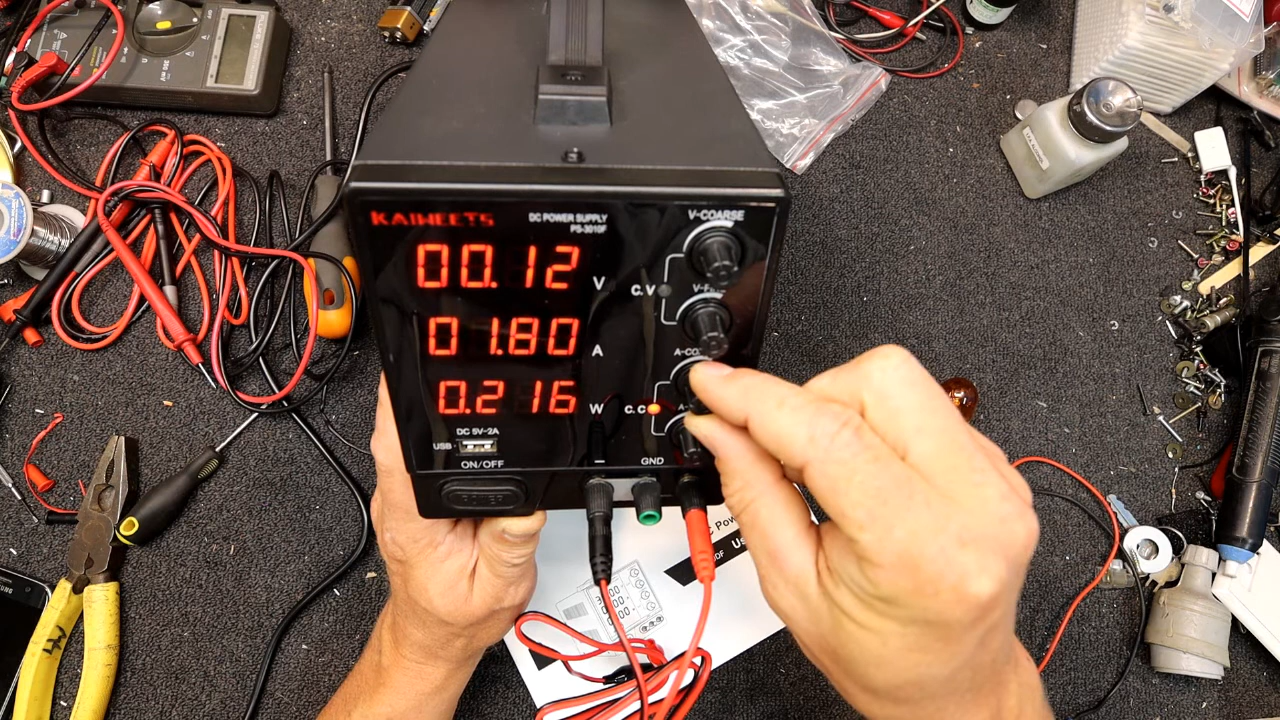 KAIWEETS
DC POWER SUPPLY
PS-3010F
V-COARSE
00.12 V
C.V
01.80 A
0.216 W
C.C
DC 5V-2A
USB
ON/OFF
POWER
GND